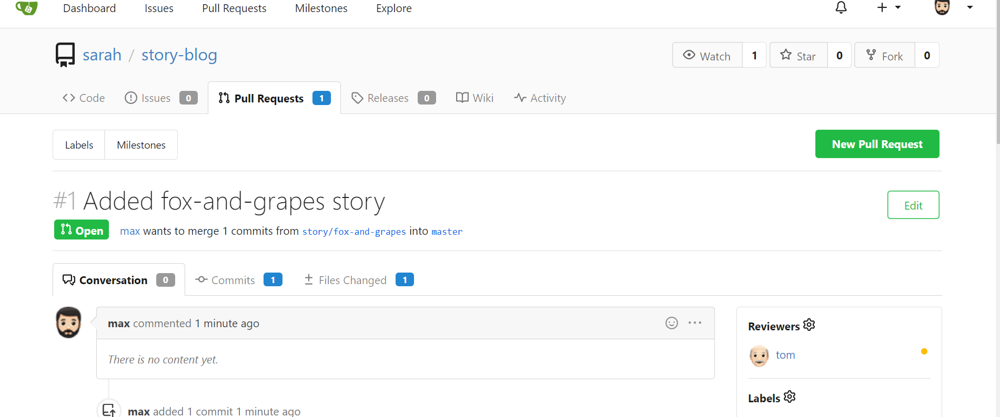 Dashboard Issues Pull Requests Milestones Explore
sarah / story-blog
Watch 1 Star 0 Fork 0
Code Issues 0 Pull Requests 1 Releases 0 Wiki Activity
Labels Milestones
New Pull Request
#1 Added fox-and-grapes story
Edit
Open max wants to merge 1 commits from story/fox-and-grapes into master
Conversation 0 Commits 1 Files Changed 1
max commented 1 minute ago
There is no content yet.
max added 1 commit 1 minute ago
Reviewers
tom
Labels